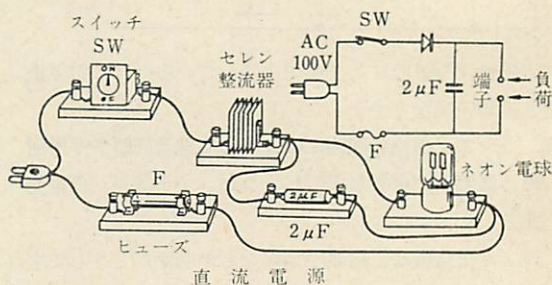 スイッチ
SW
セレン
整流器
F
ヒューズ
2μF
2μF
ネオン電球
AC
100V
SW
2μF
端子
負荷
F
直流電源